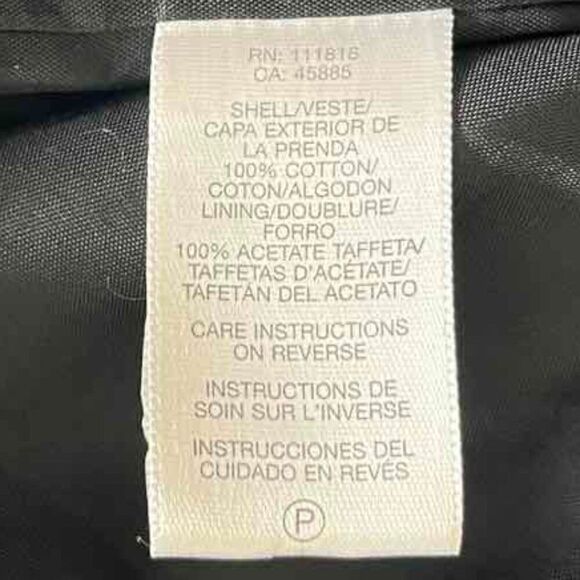 RN: 111818
CA: 45885
SHELL/VESTE/
CAPA EXTERIOR DE
LA PRENDA
100% COTTON/
COTON/ALGODON
LINING/DOUBLURE/
FORRO
100% ACETATE TAFFETA/
TAFFETAS D'ACÉTATE/
TAFETÁN DEL ACETATO
CARE INSTRUCTIONS
ON REVERSE
INSTRUCTIONS DE
SOIN SUR L'INVERSE
INSTRUCCIONES DEL
CUIDADO EN REVÉS
P